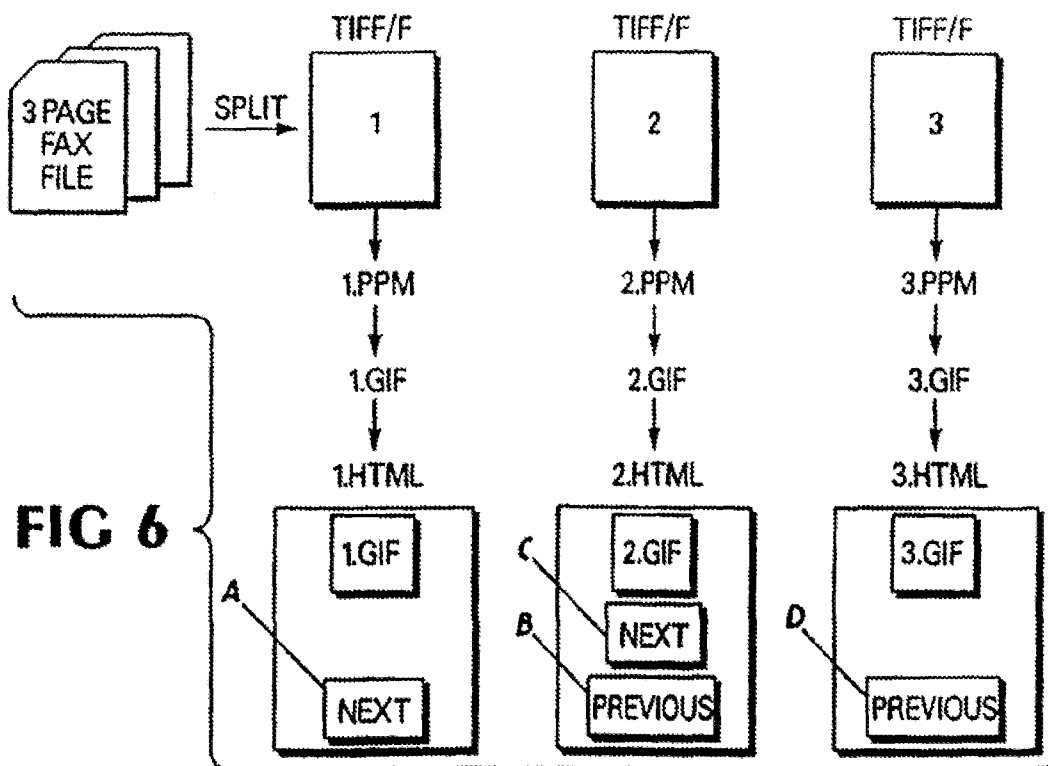 TIFF/F TIFF/F TIFF/F
3 PAGE
FAX
FILE
SPLIT
1 2 3
1.PPM 2.PPM 3.PPM
1.GIF 2.GIF 3.GIF
1.HTML 2.HTML 3.HTML
FIG 6
1.GIF 2.GIF 3.GIF
A C
NEXT
B D
NEXT PREVIOUS PREVIOUS